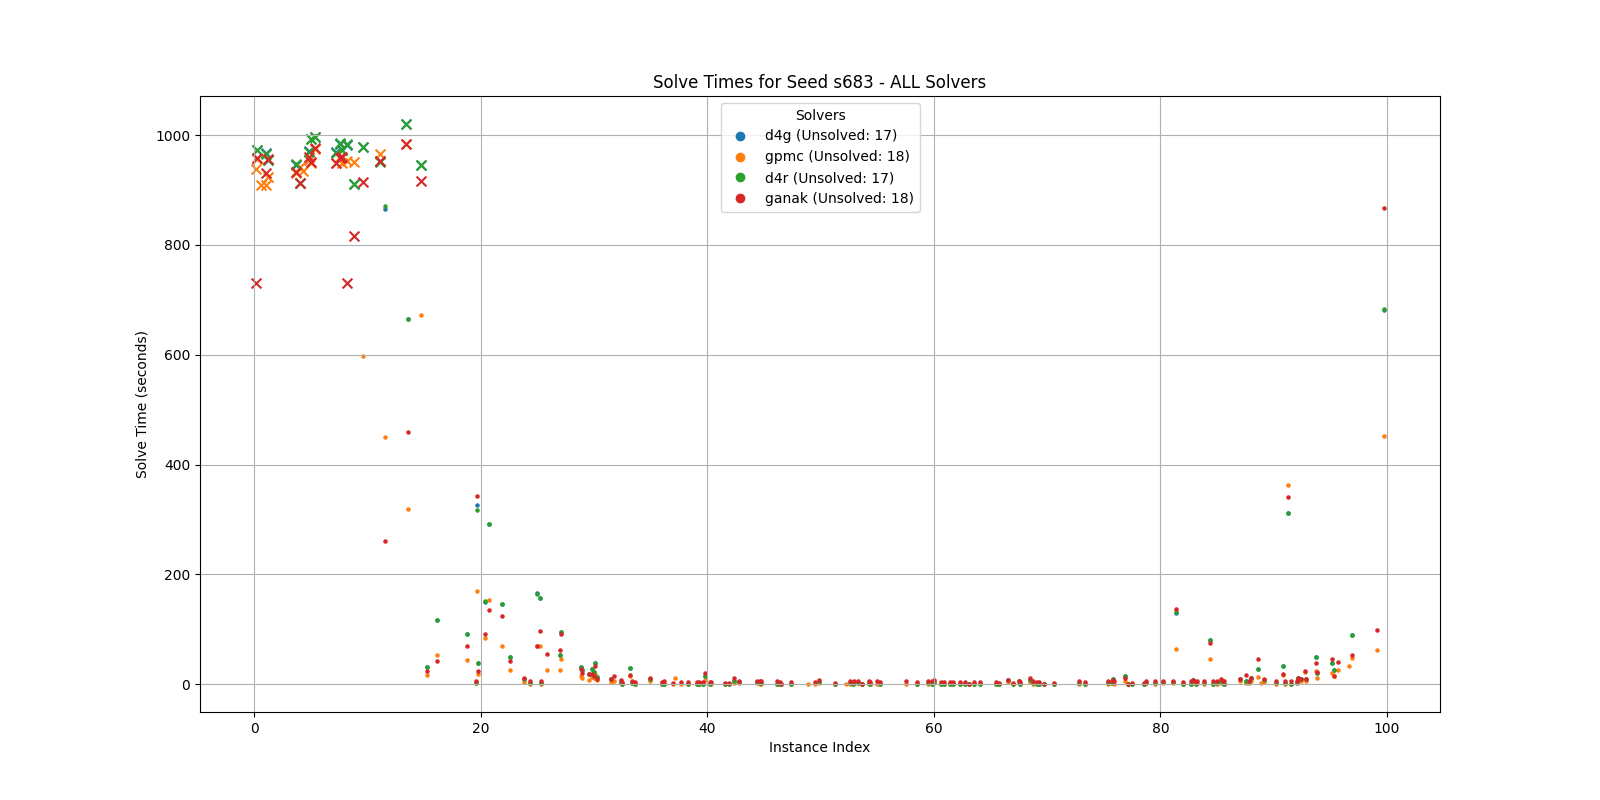 Solve Times for Seed s683 - ALL Solvers
Solvers
d4g (Unsolved: 17)
gpmc (Unsolved: 18)
d4r (Unsolved: 17)
ganak (Unsolved: 18)
Solve Time (seconds)
1000
800
600
400
200
0
0 20 40 60 80 100
Instance Index